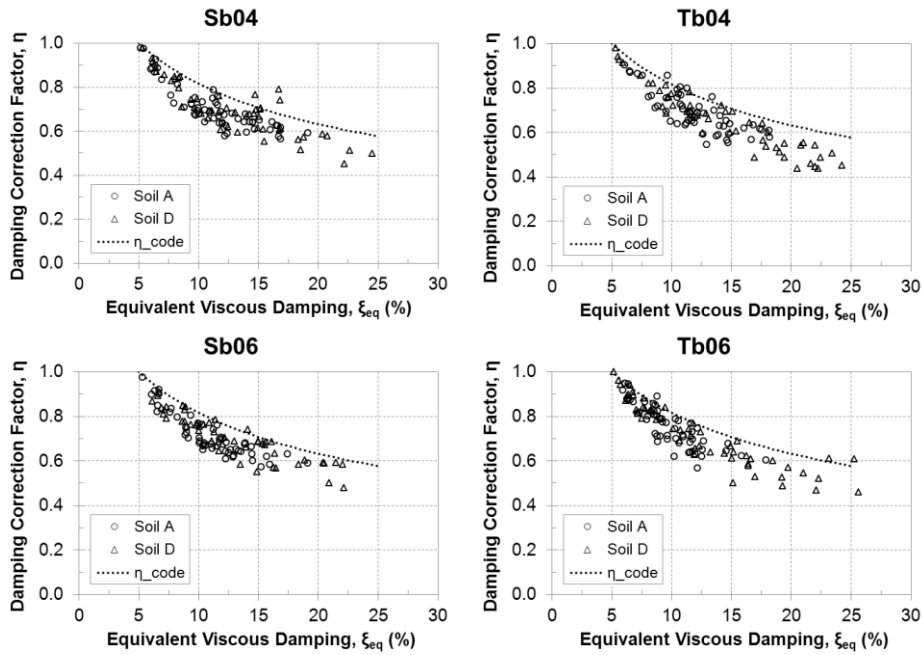 Sb04
Damping Correction Factor, η
1.0
0.8
0.6
0.4
0.2
0.0
Soil A
Soil D
η_code
0 5 10 15 20 25 30
Equivalent Viscous Damping, ξeq (%)
Tb04
Damping Correction Factor, η
1.0
0.8
0.6
0.4
0.2
0.0
Soil A
Soil D
η_code
0 5 10 15 20 25 30
Equivalent Viscous Damping, ξeq (%)
Sb06
Damping Correction Factor, η
1.0
0.8
0.6
0.4
0.2
0.0
Soil A
Soil D
η_code
0 5 10 15 20 25 30
Equivalent Viscous Damping, ξeq (%)
Tb06
Damping Correction Factor, η
1.0
0.8
0.6
0.4
0.2
0.0
Soil A
Soil D
η_code
0 5 10 15 20 25 30
Equivalent Viscous Damping, ξeq (%)